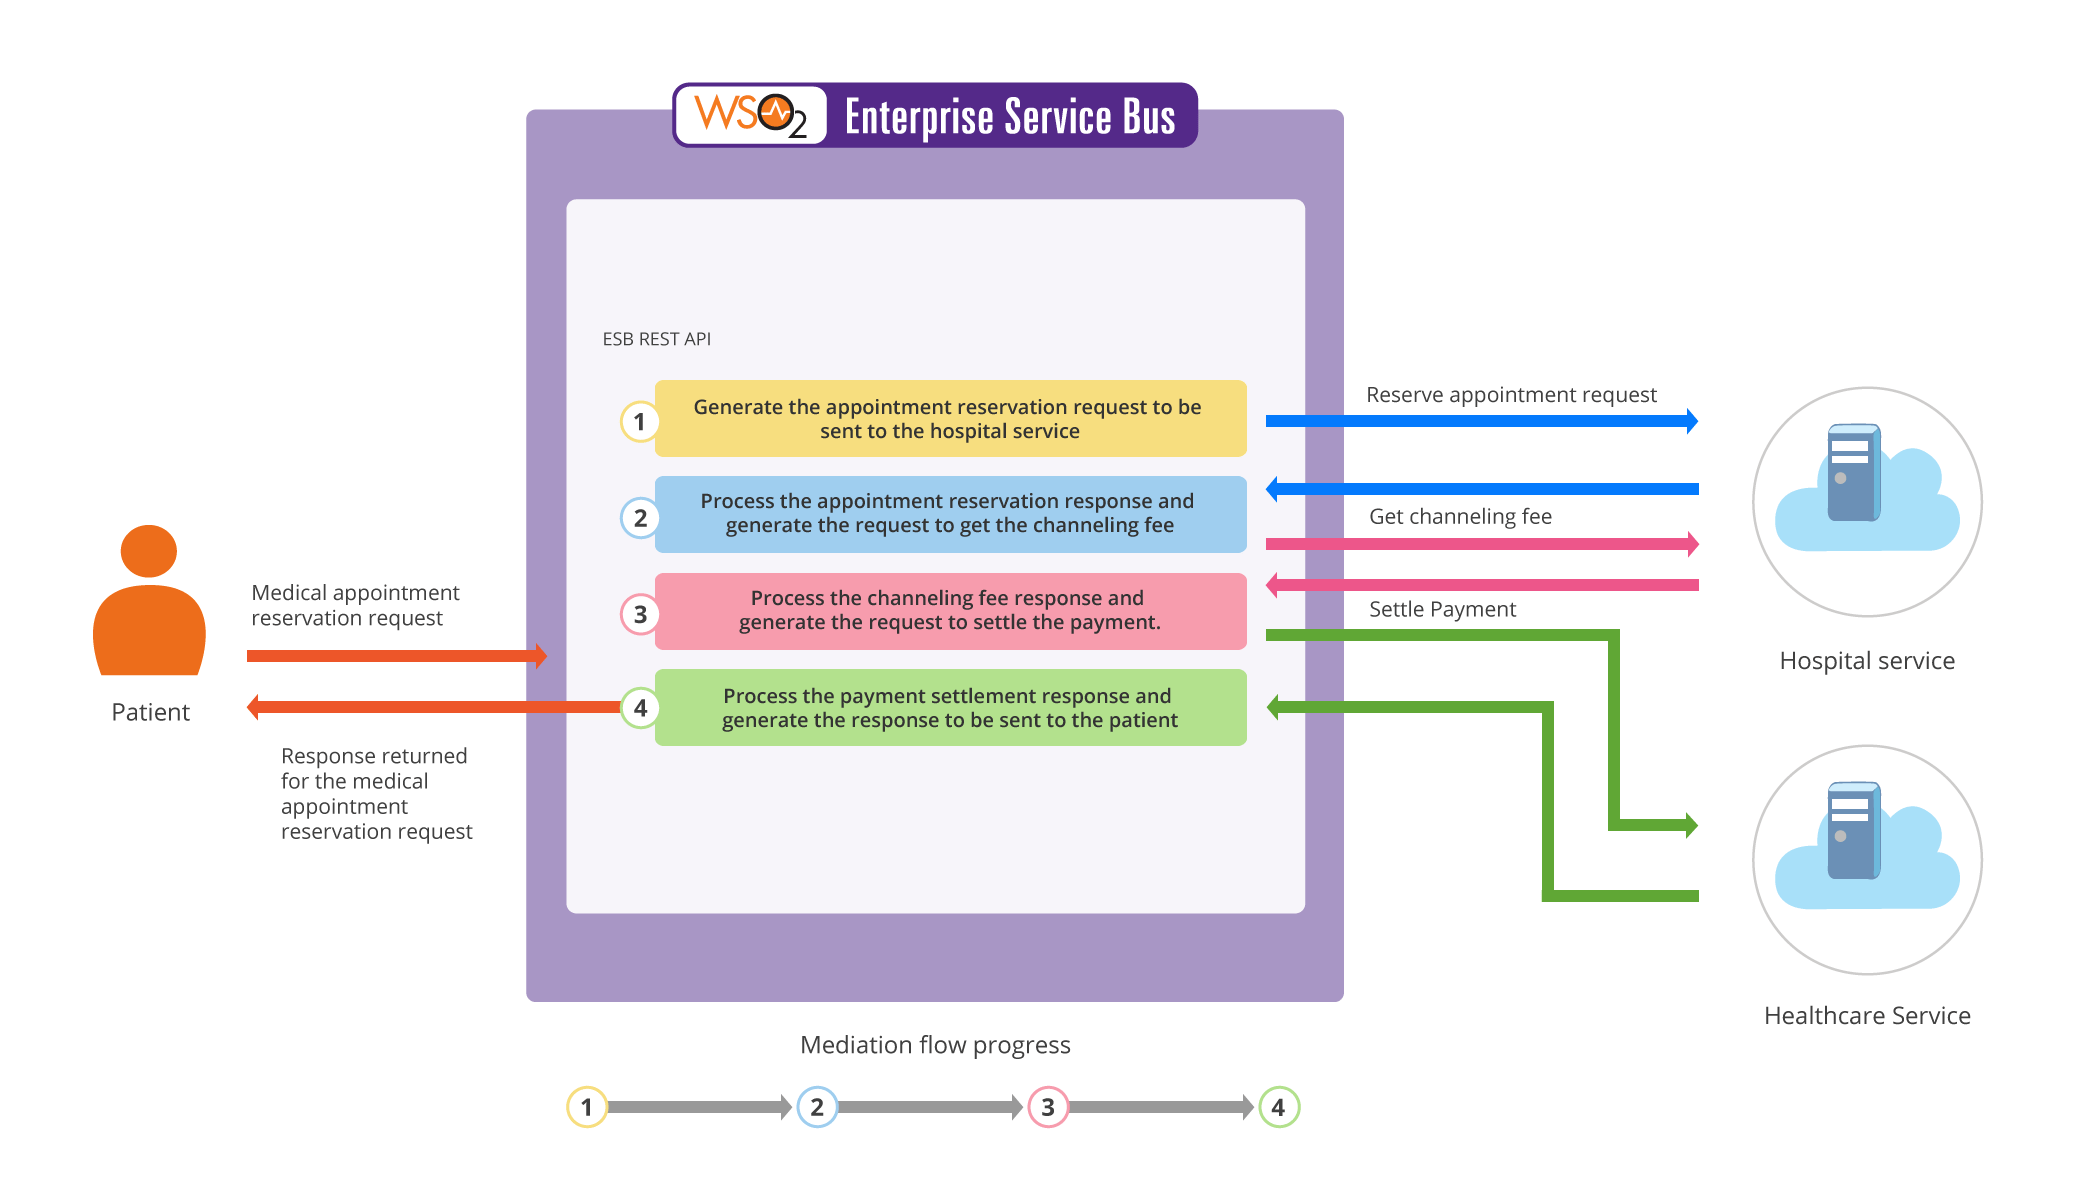 WSO2 Enterprise Service Bus
ESB REST API
1
Generate the appointment reservation request to be
sent to the hospital service
Reserve appointment request
2
Process the appointment reservation response and
generate the request to get the channeling fee
Get channeling fee
3
Process the channeling fee response and
generate the request to settle the payment.
Settle Payment
4
Process the payment settlement response and
generate the response to be sent to the patient
Medical appointment
reservation request
Patient
Response returned
for the medical
appointment
reservation request
Hospital service
Healthcare Service
Mediation flow progress
1 2 3 4